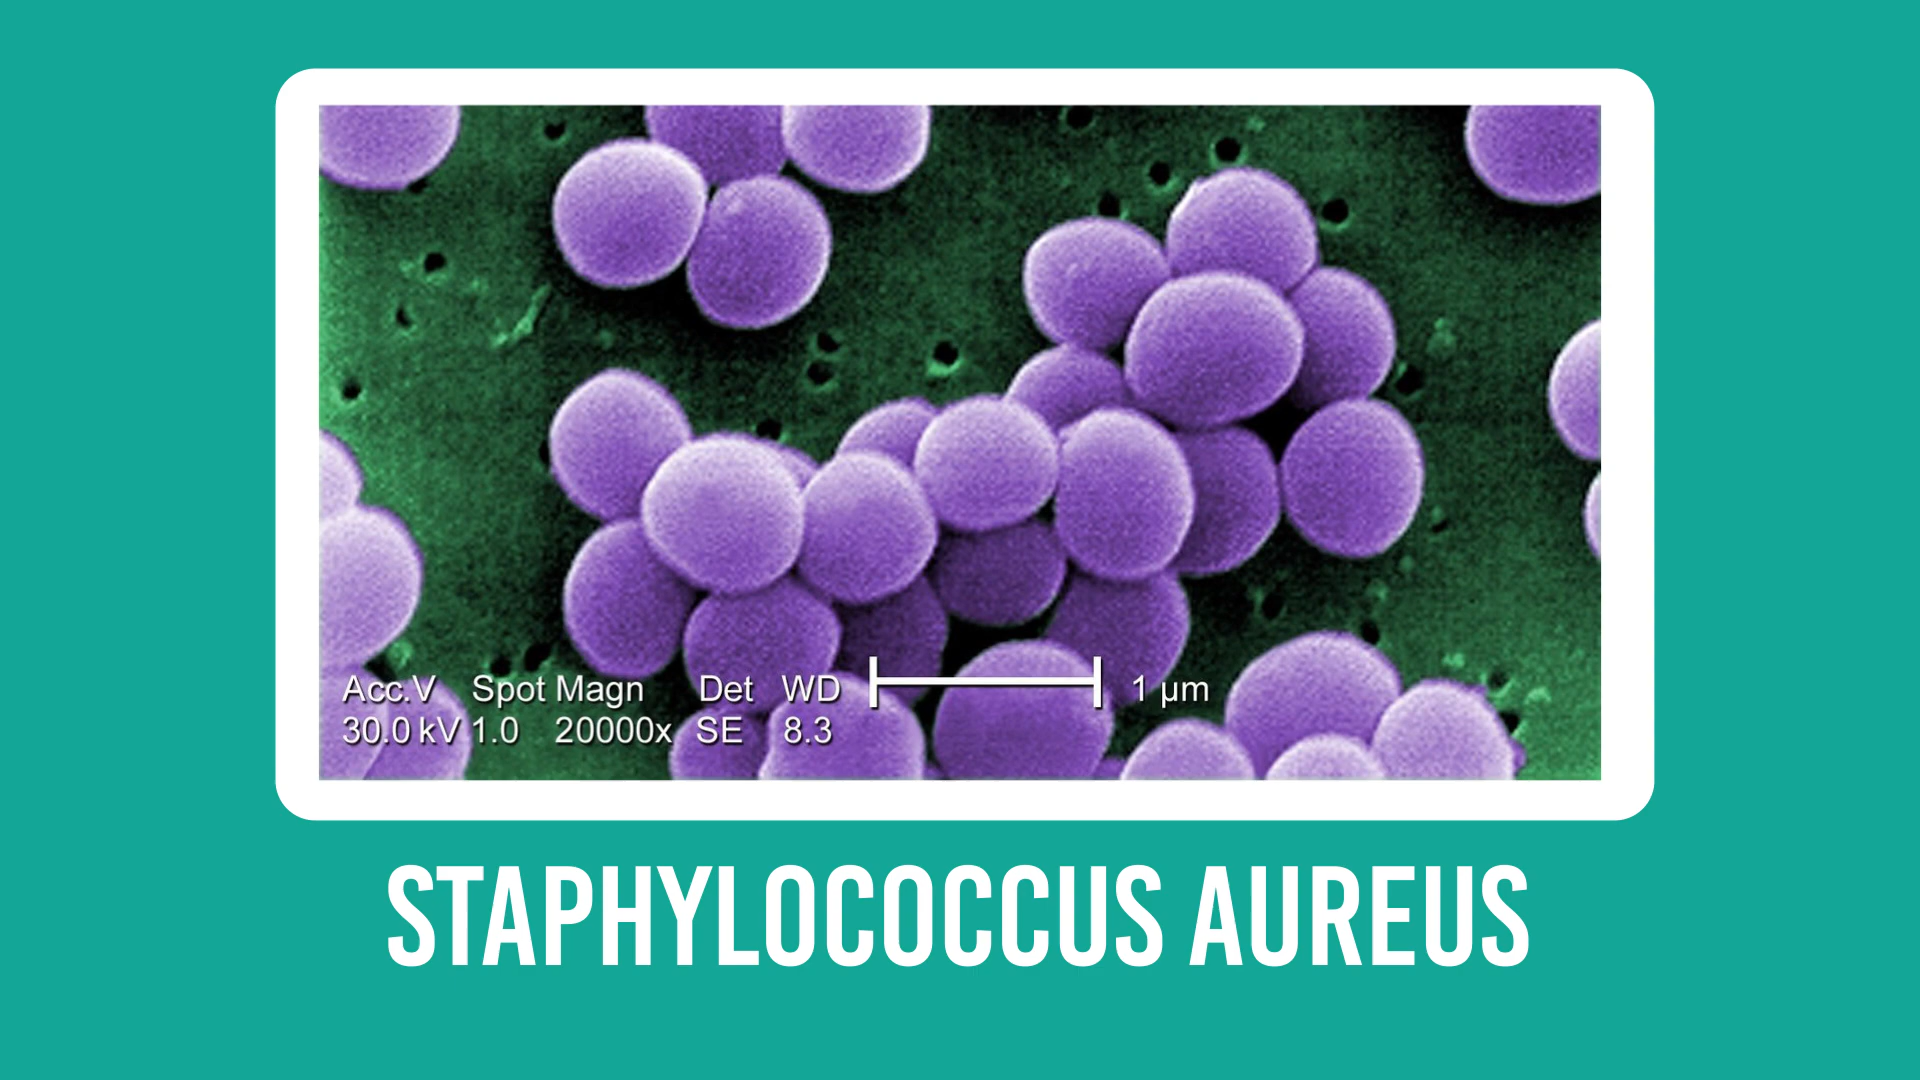 Acc.V Spot Magn Det WD 1 µm
30.0 kV 1.0 20000x SE 8.3
STAPHYLOCOCCUS AUREUS